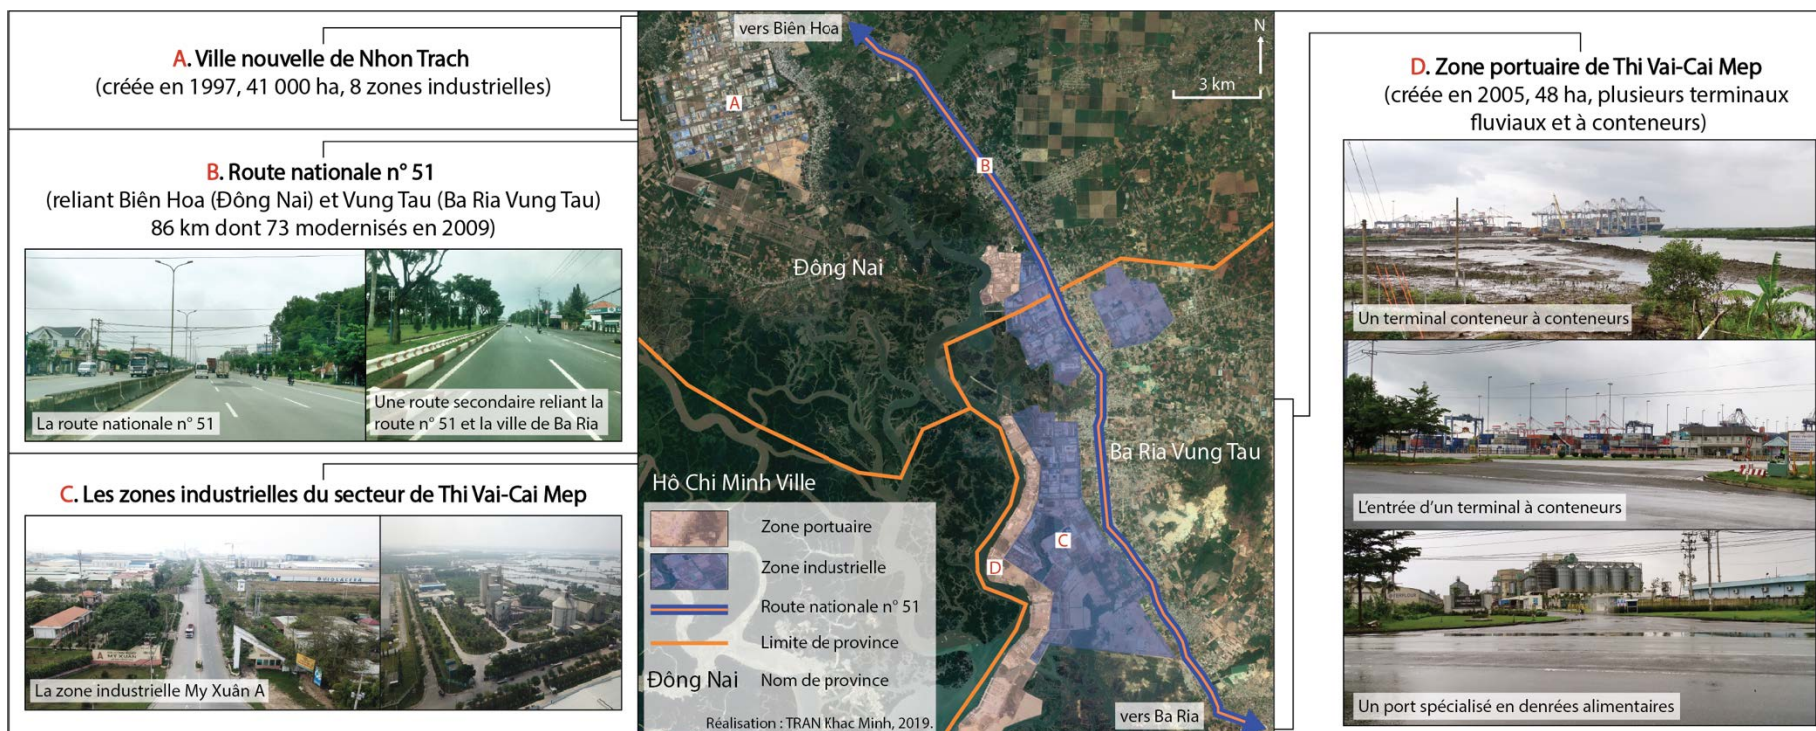 A. Ville nouvelle de Nhon Trach
(créée en 1997, 41 000 ha, 8 zones industrielles)
B. Route nationale n° 51
(reliant Biên Hoa (Đông Nai) et Vung Tau (Ba Ria Vung Tau)
86 km dont 73 modernisés en 2009)
La route nationale n° 51
Une route secondaire reliant la
route n° 51 et la ville de Ba Ria
C. Les zones industrielles du secteur de Thi Vai-Cai Mep
MY XUAN
La zone industrielle My Xuân A
vers Biên Hoa
N
3 km
A
B
Đông Nai
Ba Ria Vung Tau
C
D
Hô Chi Minh Ville
Zone portuaire
Zone industrielle
Route nationale n° 51
Limite de province
Đông Nai
Nom de province
Réalisation : TRAN Khac Minh, 2019.
vers Ba Ria
D. Zone portuaire de Thi Vai-Cai Mep
(créée en 2005, 48 ha, plusieurs terminaux
fluviaux et à conteneurs)
Un terminal conteneur à conteneurs
L'entrée d'un terminal à conteneurs
INTERFLOUR
Un port spécialisé en denrées alimentaires